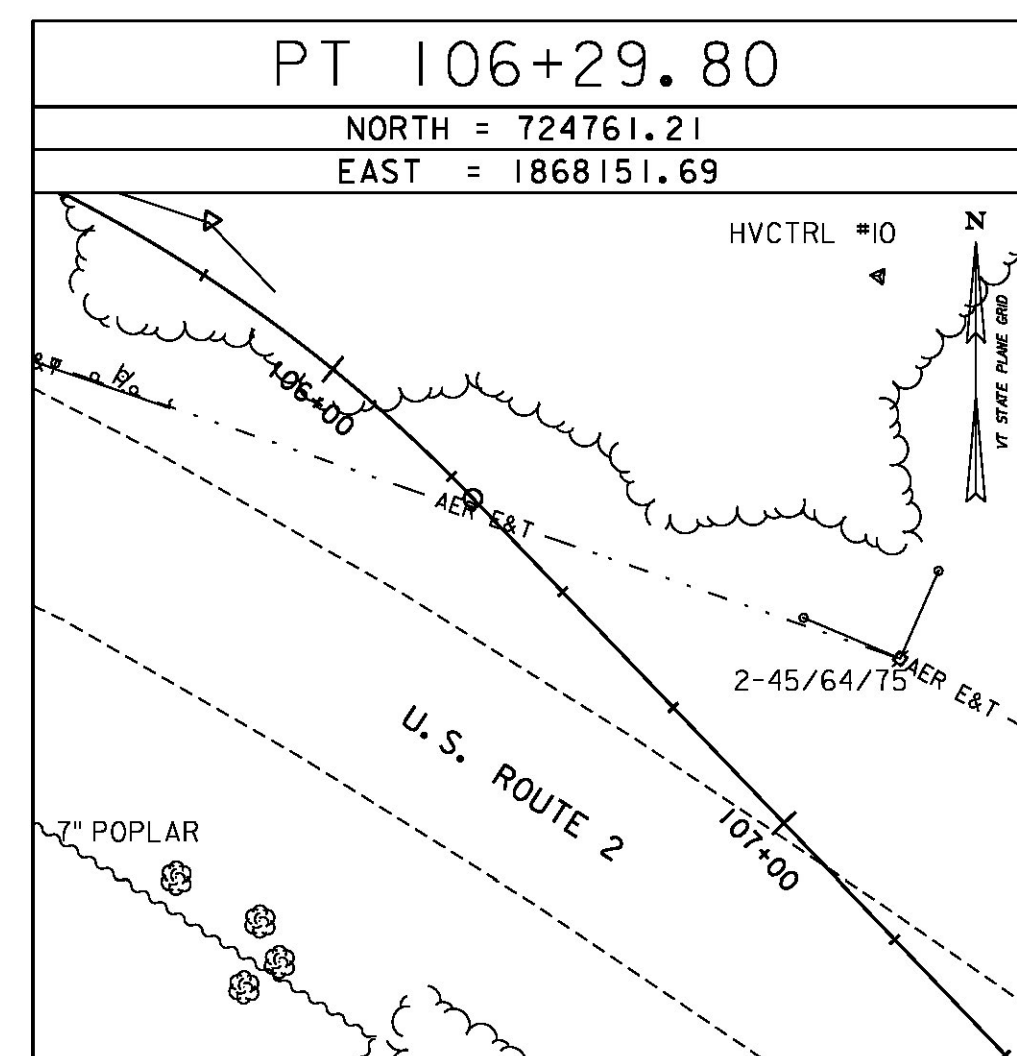 PT 106+29.80
NORTH = 724761.21
EAST = 1868151.69
HVCTRL #10
N
VT STATE PLANE GRID
&T
106+00
AER E&T
2-45/64/75
AER E&T
U.S. ROUTE 2
107+00
7" POPLAR